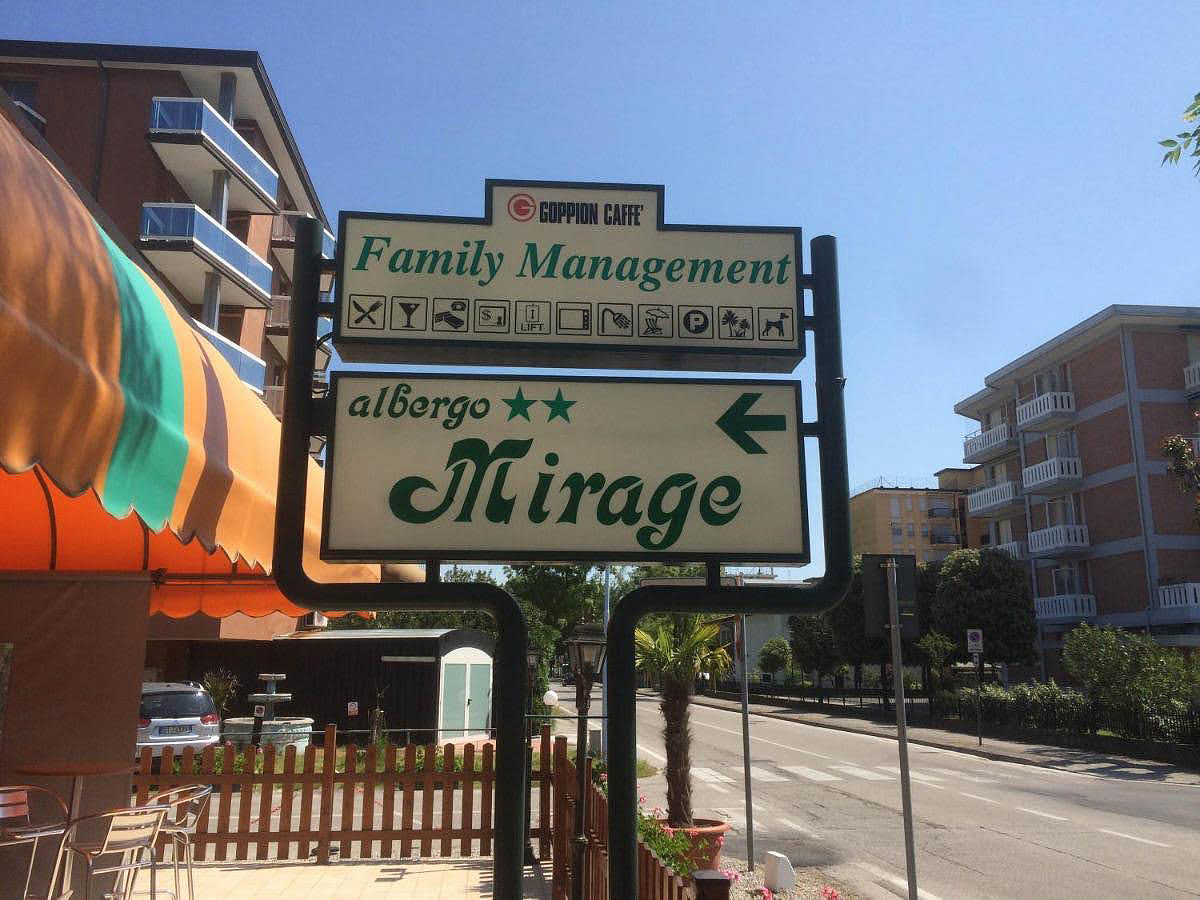 GOPPION CAFFE'
Family Management
$
LIFT
P
albergo
Mirage